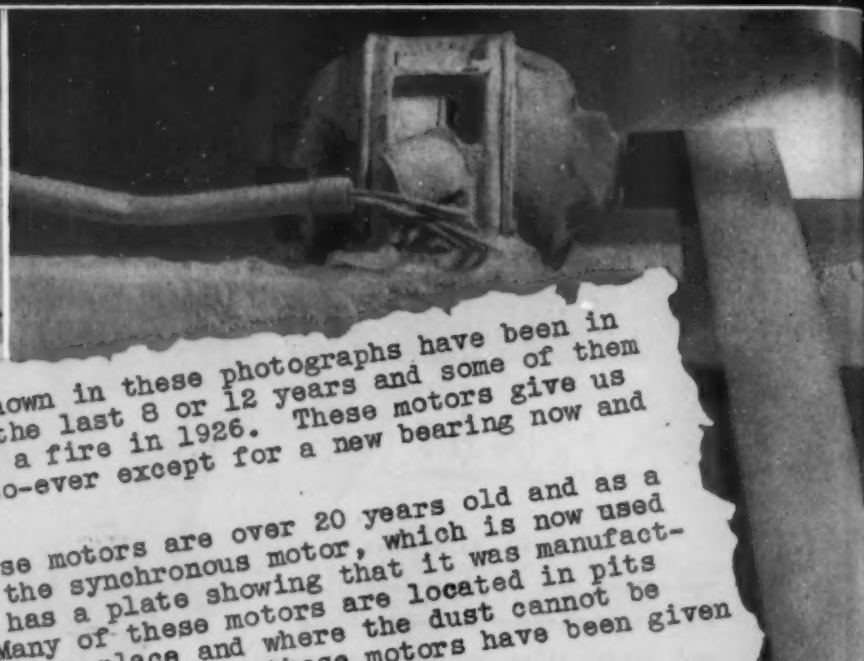 hown in these photographs have been in
the last 8 or 12 years and some of them
a fire in 1926. These motors give us
o-ever except for a new bearing now and
se motors are over 20 years old and as a
the synchronous motor, which is now used
has a plate showing that it was manufact-
Many of these motors are located in pits
place and where the dust cannot be
these motors have been given